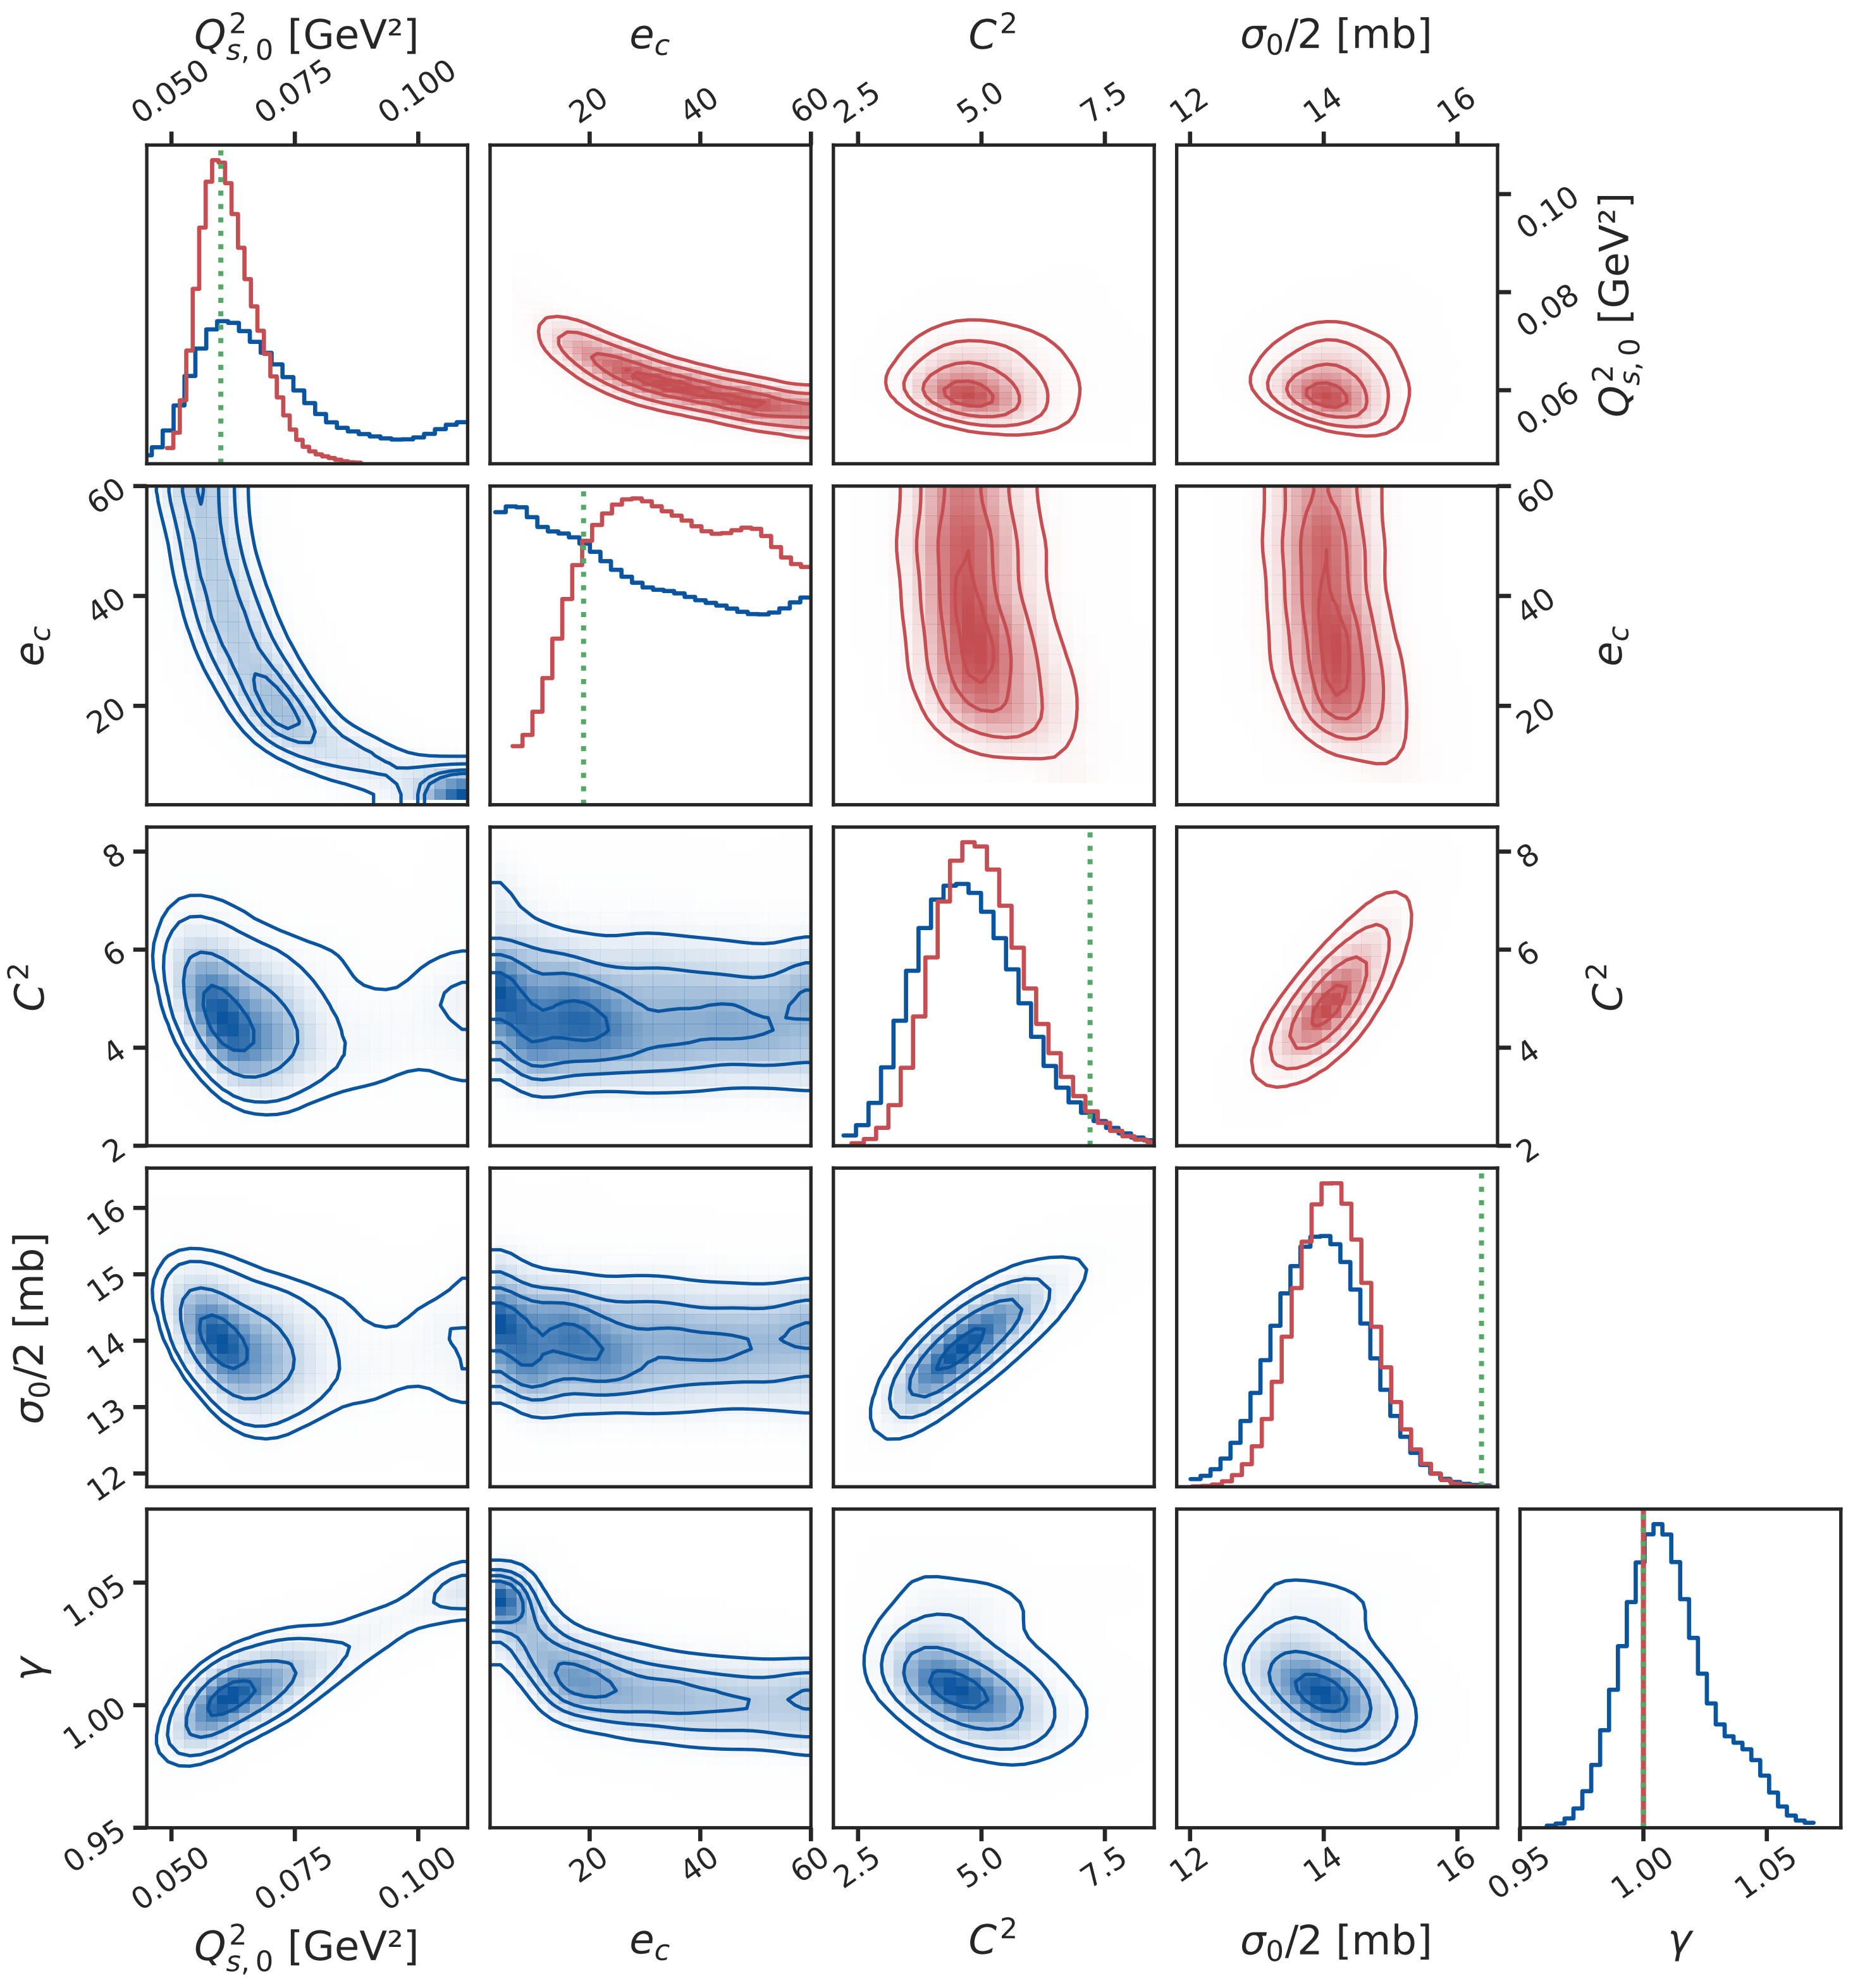 Q²ₛ,₀ [GeV²] e_c C² σ₀/2 [mb]
0.050 0.075 0.100 20 40 60 2.5 5.0 7.5 12 14 16
0.10 0.08 0.06
Q²ₛ,₀ [GeV²]
e_c
60 40 20
60 40 20
e_c
C²
8 6 4 2
8 6 4 2
C²
σ₀/2 [mb]
16 15 14 13 12
γ
1.05 1.00 0.95
0.050 0.075 0.100 20 40 60 2.5 5.0 7.5 12 14 16 0.95 1.00 1.05
Q²ₛ,₀ [GeV²] e_c C² σ₀/2 [mb] γ